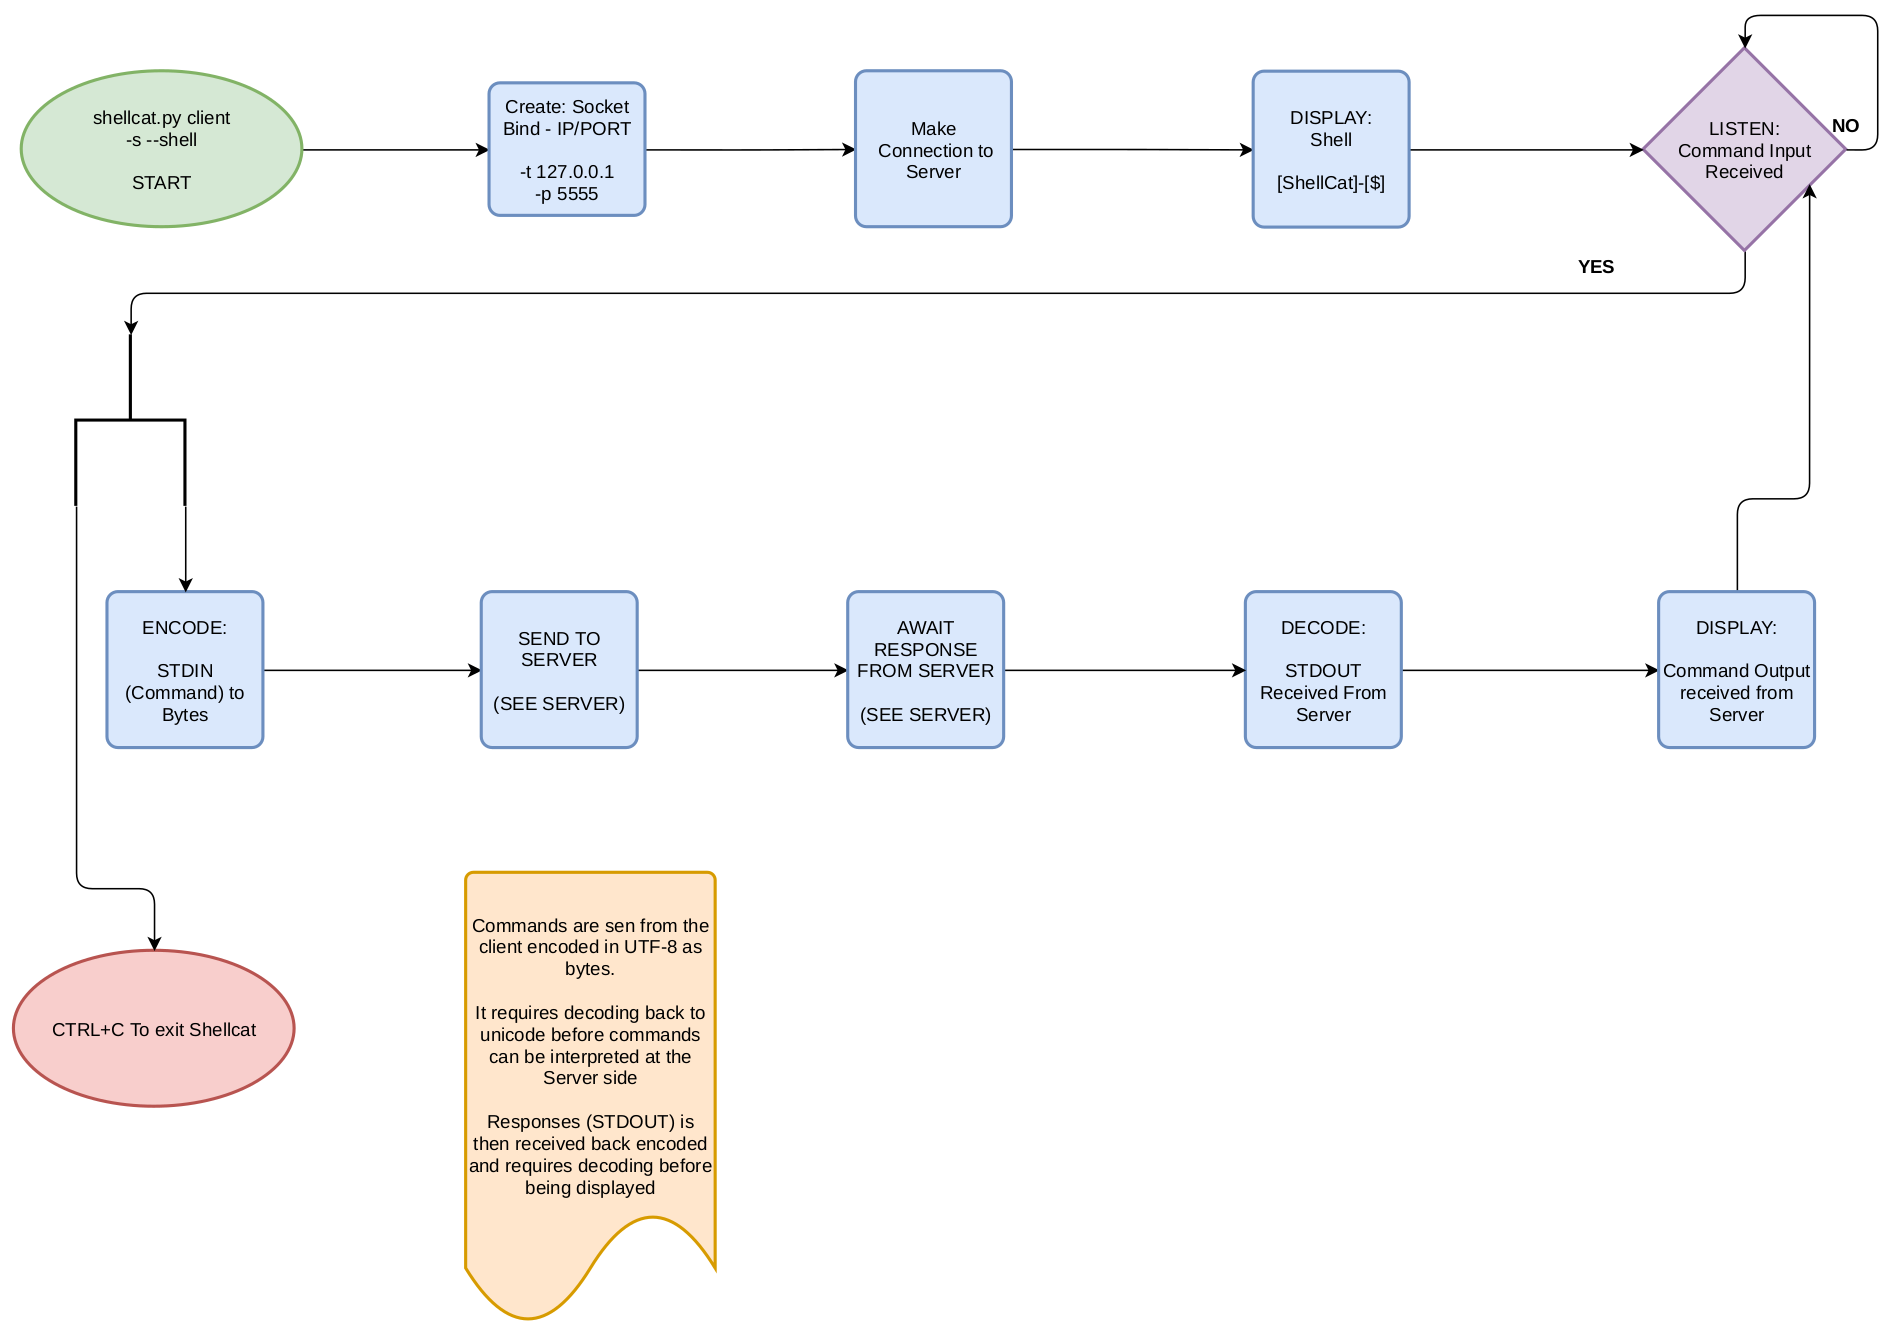 shellcat.py client
-s --shell
START
Create: Socket
Bind - IP/PORT
-t 127.0.0.1
-p 5555
Make
Connection to
Server
DISPLAY:
Shell
[ShellCat]-[$]
LISTEN:
Command Input
Received
NO
YES
ENCODE:
STDIN
(Command) to
Bytes
SEND TO
SERVER
(SEE SERVER)
AWAIT
RESPONSE
FROM SERVER
(SEE SERVER)
DECODE:
STDOUT
Received From
Server
DISPLAY:
Command Output
received from
Server
CTRL+C To exit Shellcat
Commands are sen from the
client encoded in UTF-8 as
bytes.
It requires decoding back to
unicode before commands
can be interpreted at the
Server side
Responses (STDOUT) is
then received back encoded
and requires decoding before
being displayed